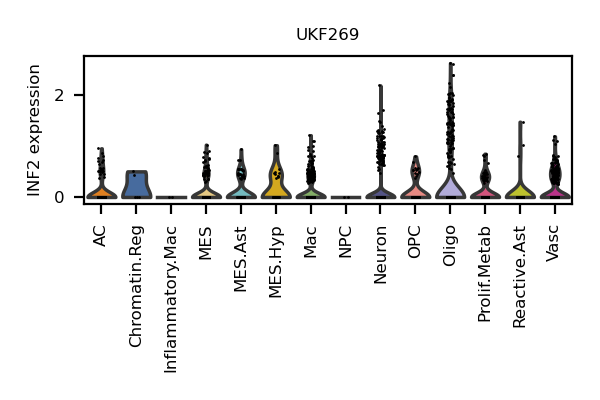 UKF269
INF2 expression
2
0
AC
Chromatin.Reg
Inflammatory.Mac
MES
MES.Ast
MES.Hyp
Mac
NPC
Neuron
OPC
Oligo
Prolif.Metab
Reactive.Ast
Vasc